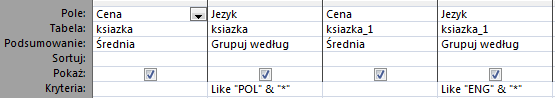 Pole: Cena Jezyk Cena Jezyk
Tabela: ksiazka ksiazka ksiazka_1 ksiazka_1
Podsumowanie: Średnia Grupuj według Średnia Grupuj według
Sortuj:
Pokaż:
Kryteria: Like "POL" & "*" Like "ENG" & "*"